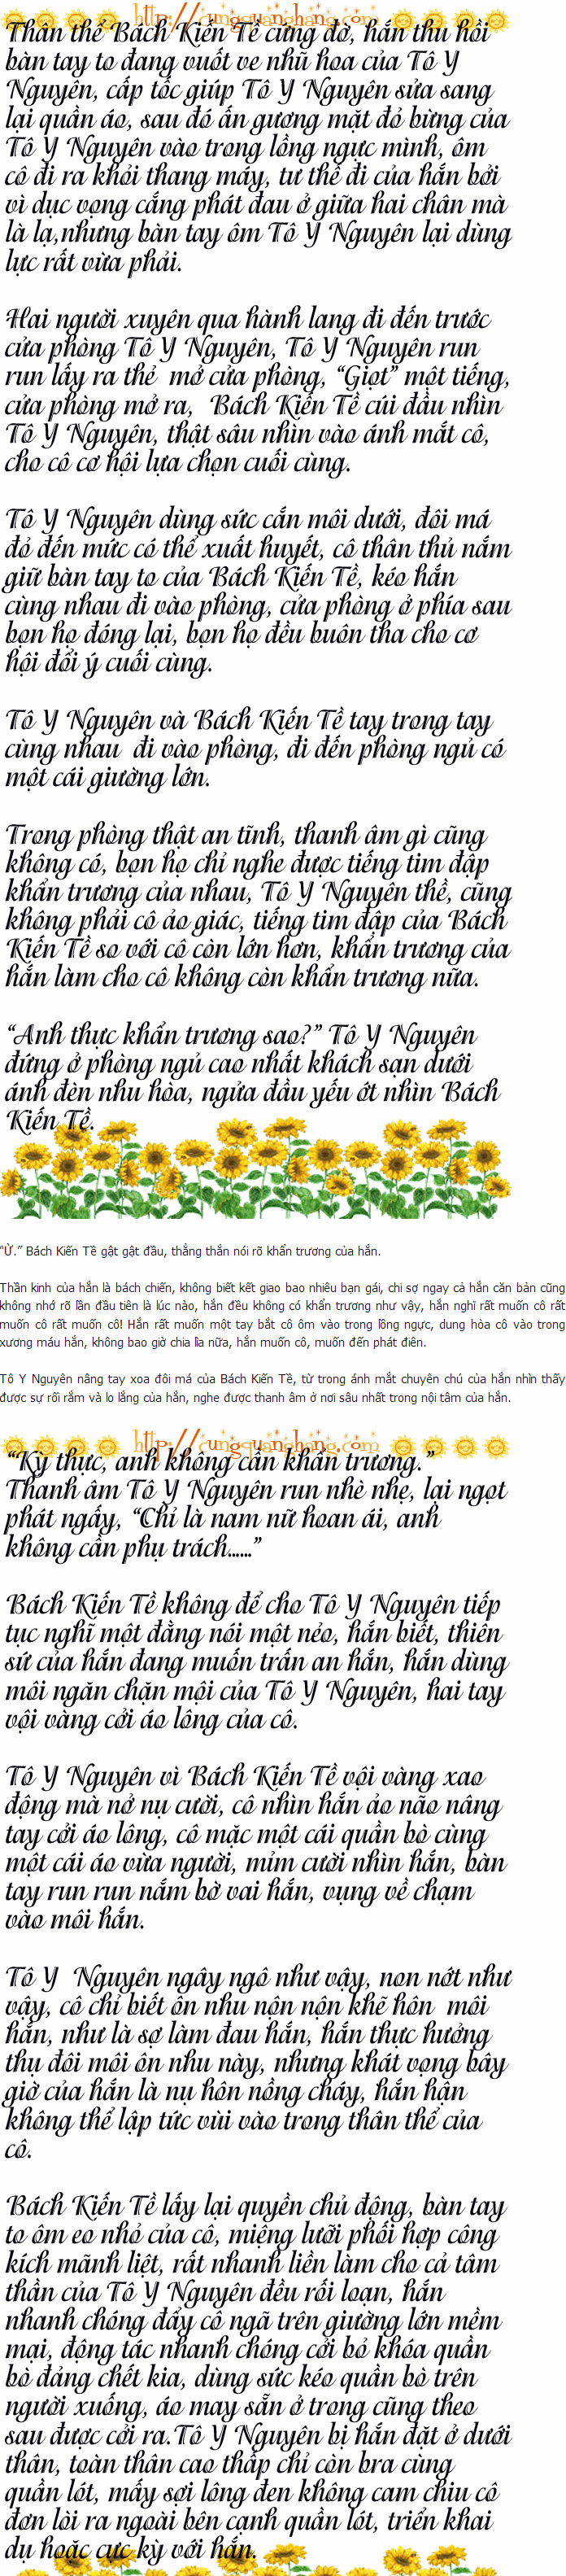 http://cungquanghang.com
Thân thể Bách Kiến Tề cứng đờ, hắn thu hồi
bàn tay to đang vuốt ve nhũ hoa của Tô Y
Nguyên, cấp tốc giúp Tô Y Nguyên sửa sang
lại quần áo, sau đó ấn gương mặt đỏ bừng của
Tô Y Nguyên vào trong lồng ngực mình, ôm
cô đi ra khỏi thang máy, tư thế đi của hắn bởi
vì dục vọng cắng phát đau ở giữa hai chân mà
là lạ,nhưng bàn tay ôm Tô Y Nguyên lại dùng
lực rất vừa phải.
Hai người xuyên qua hành lang đi đến trước
cửa phòng Tô Y Nguyên, Tô Y Nguyên run
run lấy ra thẻ mở cửa phòng, “Giọt” một tiếng,
cửa phòng mở ra, Bách Kiến Tề cúi đầu nhìn
Tô Y Nguyên, thật sâu nhìn vào ánh mắt cô,
cho cô cơ hội lựa chọn cuối cùng.
Tô Y Nguyên dùng sức cắn môi dưới, đôi má
đỏ đến mức có thể xuất huyết, cô thân thủ nắm
giữ bàn tay to của Bách Kiến Tề, kéo hắn
cùng nhau đi vào phòng, cửa phòng ở phía sau
bọn họ đóng lại, bọn họ đều buôn tha cho cơ
hội đổi ý cuối cùng.
Tô Y Nguyên và Bách Kiến Tề tay trong tay
cùng nhau đi vào phòng, đi đến phòng ngủ có
một cái giường lớn.
Trong phòng thật an tĩnh, thanh âm gì cũng
không có, bọn họ chỉ nghe được tiếng tim đập
khẩn trương của nhau, Tô Y Nguyên thề, cũng
không phải cô ảo giác, tiếng tim đập của Bách
Kiến Tề so với cô còn lớn hơn, khẩn trương của
hắn làm cho cô không còn khẩn trương nữa.
“Anh thực khẩn trương sao?” Tô Y Nguyên
đứng ở phòng ngủ cao nhất khách sạn dưới
ánh đèn nhu hòa, ngửa đầu yếu ớt nhìn Bách
Kiến Tề.
“Ừ.” Bách Kiến Tề gật gật đầu, thẳng thắn nói rõ khẩn trương của hắn.
Thần kinh của hắn là bách chiến, không biết kết giao bao nhiêu bạn gái, chỉ sợ ngay cả hắn căn bản cũng
không nhớ rõ lần đầu tiên là lúc nào, hắn đều không có khẩn trương như vậy, hắn nghĩ rất muốn cô rất
muốn cô rất muốn cô! Hắn rất muốn một tay bắt cô ôm vào trong lồng ngực, dung hòa cô vào trong
xương máu hắn, không bao giờ chia lìa nữa, hắn muốn cô, muốn đến phát điên.
Tô Y Nguyên nâng tay xoa đôi má của Bách Kiến Tề, từ trong ánh mắt chuyên chú của hắn nhìn thấy
được sự rối rắm và lo lắng của hắn, nghe được thanh âm ở nơi sâu nhất trong nội tâm của hắn.
http://cungquanghang.com
“Kỳ thực, anh không cần khẩn trương.”
Thanh âm Tô Y Nguyên run nhè nhẹ, lại ngọt
phát ngấy, “Chỉ là nam nữ hoan ái, anh
không cần phụ trách......”
Bách Kiến Tề không để cho Tô Y Nguyên tiếp
tục nghĩ một đằng nói một nẻo, hắn biết, thiên
sứ của hắn đang muốn trấn an hắn, hắn dùng
môi ngăn chặn môi của Tô Y Nguyên, hai tay
vội vàng cởi áo lông của cô.
Tô Y Nguyên vì Bách Kiến Tề vội vàng xao
động mà nở nụ cười, cô nhìn hắn ảo não nâng
tay cởi áo lông, cô mặc một cái quần bò cùng
một cái áo vừa người, mỉm cười nhìn hắn, bàn
tay run run nắm bờ vai hắn, vụng về chạm
vào môi hắn.
Tô Y Nguyên ngây ngô như vậy, non nớt như
vậy, cô chỉ biết ôn nhu nộn nộn khẽ hôn môi
hắn, như là sợ làm đau hắn, hắn thực hưởng
thụ đôi môi ôn nhu này, nhưng khát vọng bây
giờ của hắn là nụ hôn nồng cháy, hắn hận
không thể lập tức vùi vào trong thân thể của
cô.
Bách Kiến Tề lấy lại quyền chủ động, bàn tay
to ôm eo nhỏ của cô, miệng lưỡi phối hợp công
kích mãnh liệt, rất nhanh liền làm cho cả tâm
thần của Tô Y Nguyên đều rối loạn, hắn
nhanh chóng đẩy cô ngã trên giường lớn mềm
mại, động tác nhanh chóng cởi bỏ khóa quần
bò đảng chết kia, dùng sức kéo quần bò trên
người xuống, áo may sẵn ở trong cũng theo
sau được cởi ra.Tô Y Nguyên bị hắn đặt ở dưới
thân, toàn thân cao thấp chỉ còn bra cùng
quần lót, mấy sợi lông đen không cam chịu cô
đơn lòi ra ngoài bên cạnh quần lót, triển khai
dụ hoặc cực kỳ với hắn.